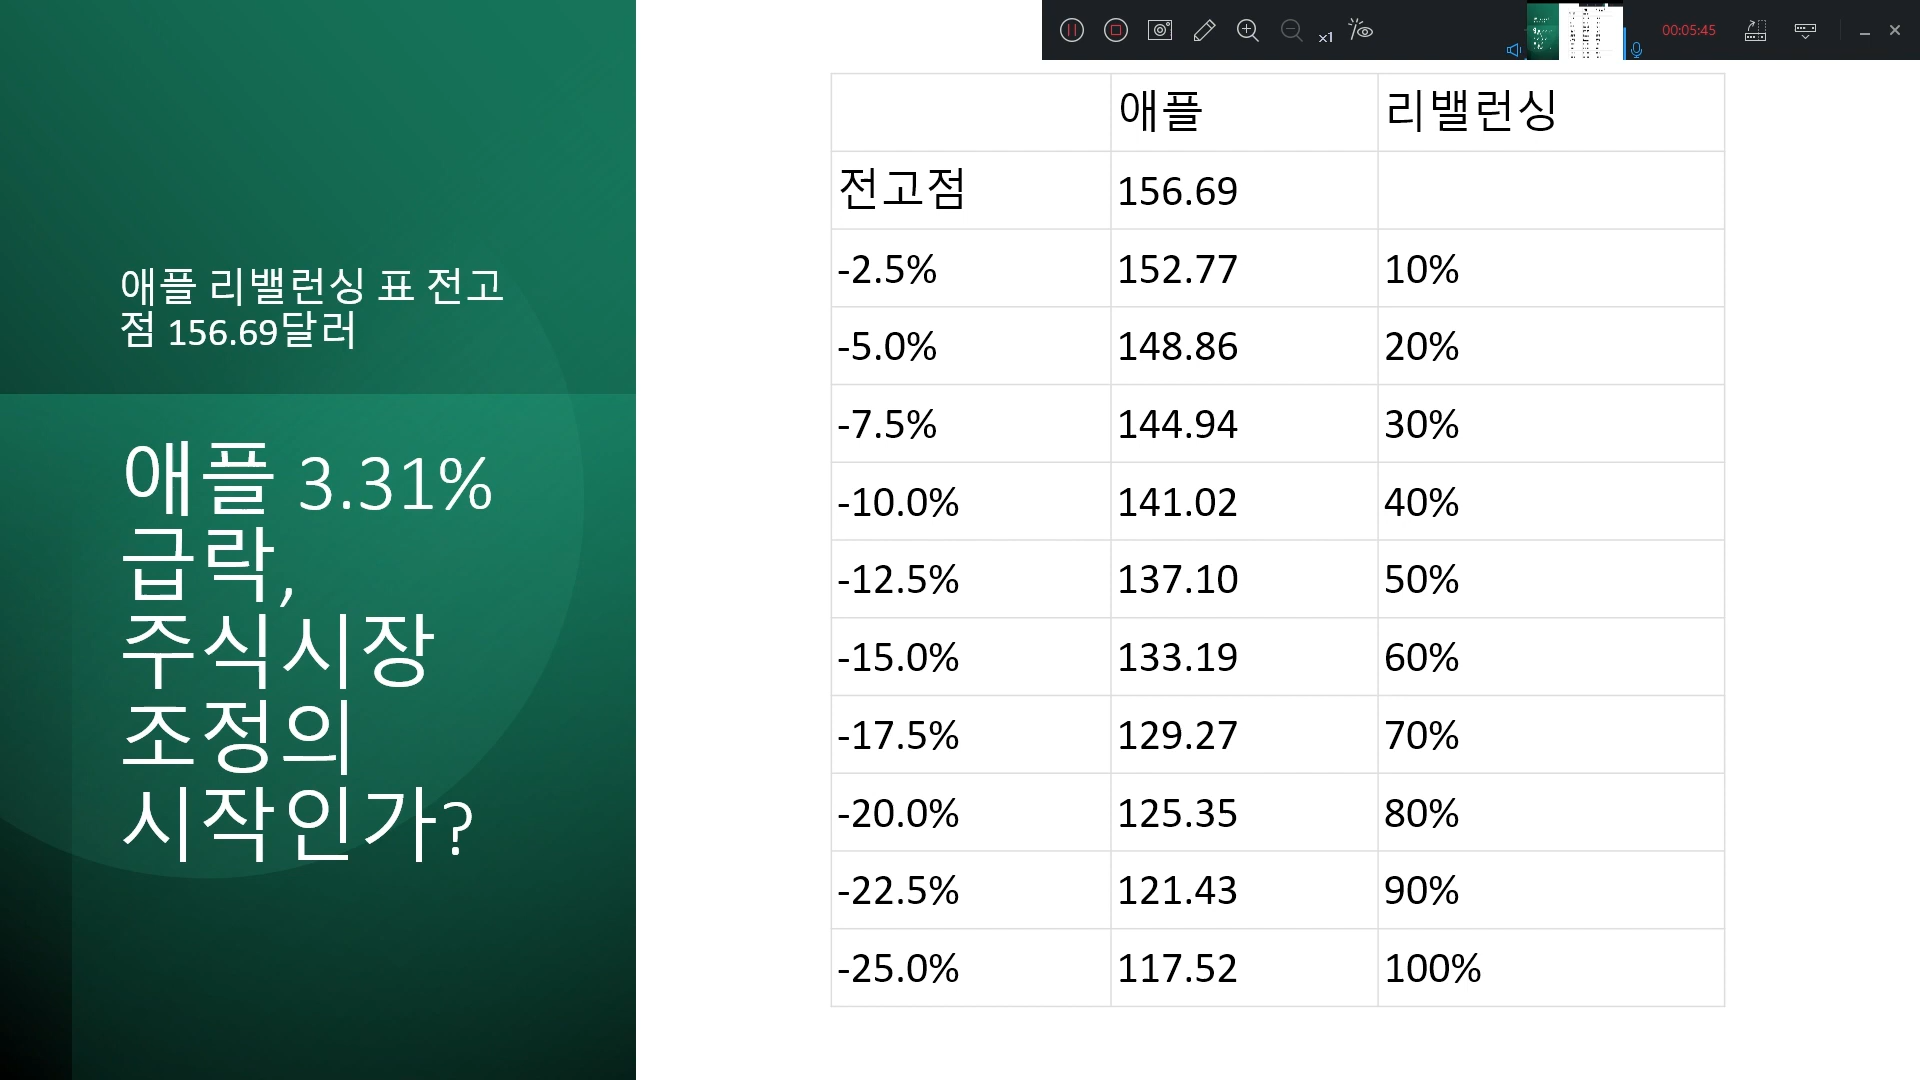 x1
00:05:45
애플 리밸런싱 표 전고
점 156.69달러
애플 3.31%
급락,
주식시장
조정의
시작인가?
애플 리밸런싱
전고점 156.69
-2.5% 152.77 10%
-5.0% 148.86 20%
-7.5% 144.94 30%
-10.0% 141.02 40%
-12.5% 137.10 50%
-15.0% 133.19 60%
-17.5% 129.27 70%
-20.0% 125.35 80%
-22.5% 121.43 90%
-25.0% 117.52 100%